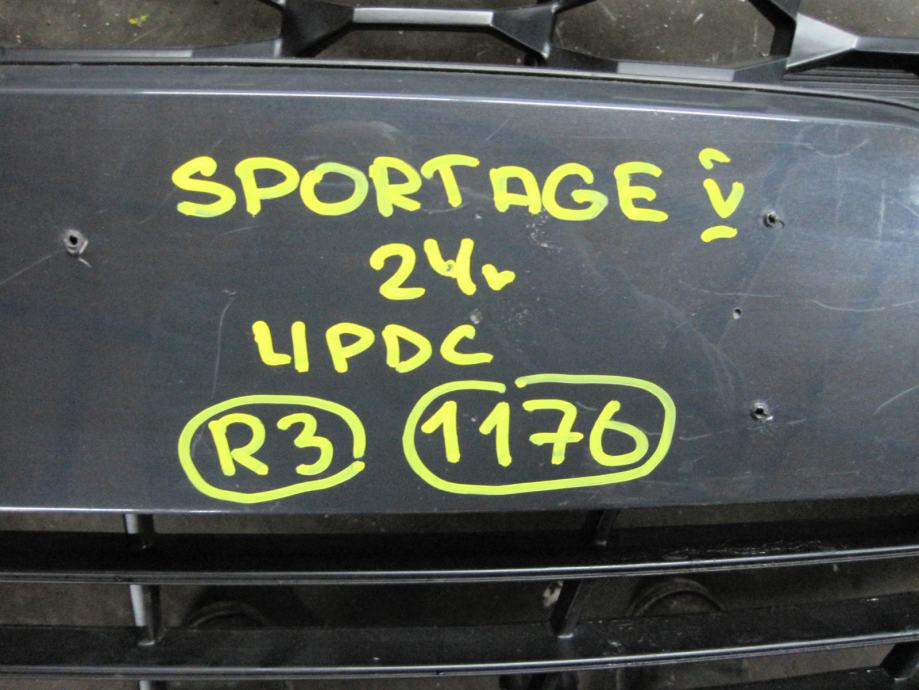 SPORTAGE V
24r
4PDC
R3 1176